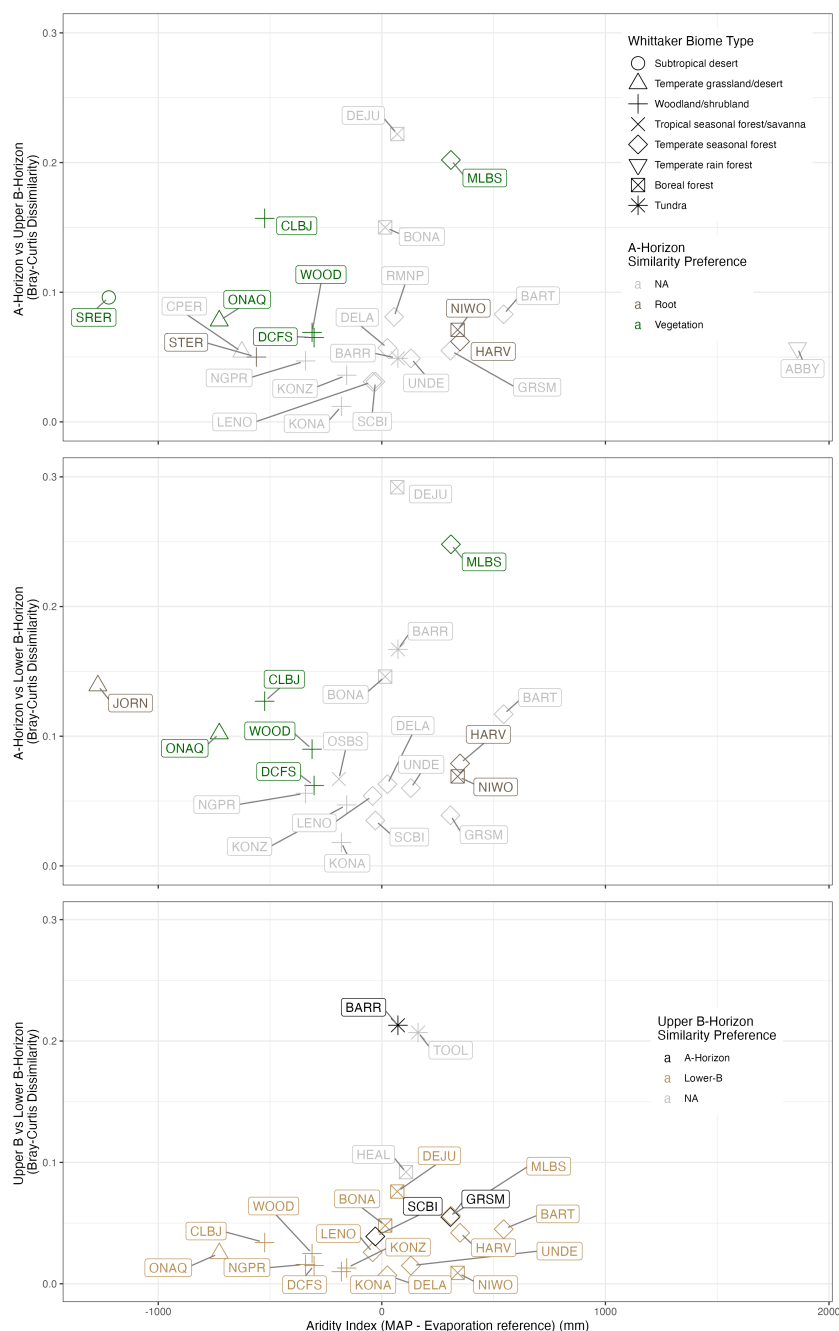 0.3
0.2
0.1
0.0
A-Horizon vs Upper B-Horizon
(Bray-Curtis Dissimilarity)
Whittaker Biome Type
Subtropical desert
Temperate grassland/desert
Woodland/shrubland
Tropical seasonal forest/savanna
Temperate seasonal forest
Temperate rain forest
Boreal forest
Tundra
A-Horizon
Similarity Preference
a NA
a Root
a Vegetation
DEJU
MLBS
CLBJ
BONA
WOOD
RMNP
ONAQ
CPER
SRER
BART
NIWO
DELA
DCFS
STER
BARR
HARV
ABBY
NGPR
KONZ
UNDE
GRSM
LENO
KONA
SCBI
0.3
0.2
0.1
0.0
A-Horizon vs Lower B-Horizon
(Bray-Curtis Dissimilarity)
DEJU
MLBS
BARR
CLBJ
BONA
BART
JORN
DELA
WOOD
HARV
OSBS
ONAQ
UNDE
DCFS
NIWO
NGPR
LENO
GRSM
SCBI
KONZ
KONA
0.3
0.2
0.1
0.0
Upper B vs Lower B-Horizon
(Bray-Curtis Dissimilarity)
Upper B-Horizon
Similarity Preference
a A-Horizon
a Lower-B
a NA
BARR
TOOL
HEAL
DEJU
MLBS
BONA
GRSM
WOOD
SCBI
BART
CLBJ
LENO
KONZ
HARV
UNDE
ONAQ
NGPR
DCFS
KONA
DELA
NIWO
-1000
0
1000
2000
Aridity Index (MAP - Evaporation reference) (mm)